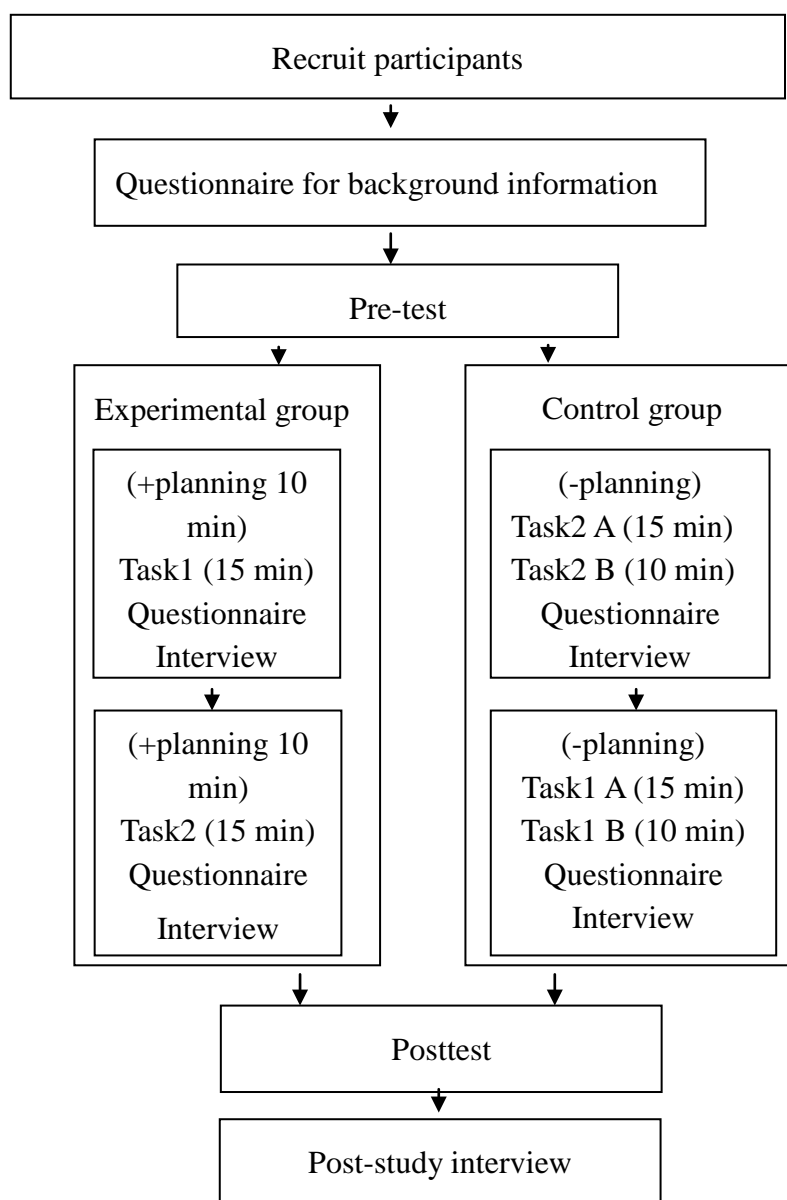 Recruit participants
Questionnaire for background information
Pre-test
Experimental group
(+planning 10
min)
Task1 (15 min)
Questionnaire
Interview
(+planning 10
min)
Task2 (15 min)
Questionnaire
Interview
Control group
(-planning)
Task2 A (15 min)
Task2 B (10 min)
Questionnaire
Interview
(-planning)
Task1 A (15 min)
Task1 B (10 min)
Questionnaire
Interview
Posttest
Post-study interview